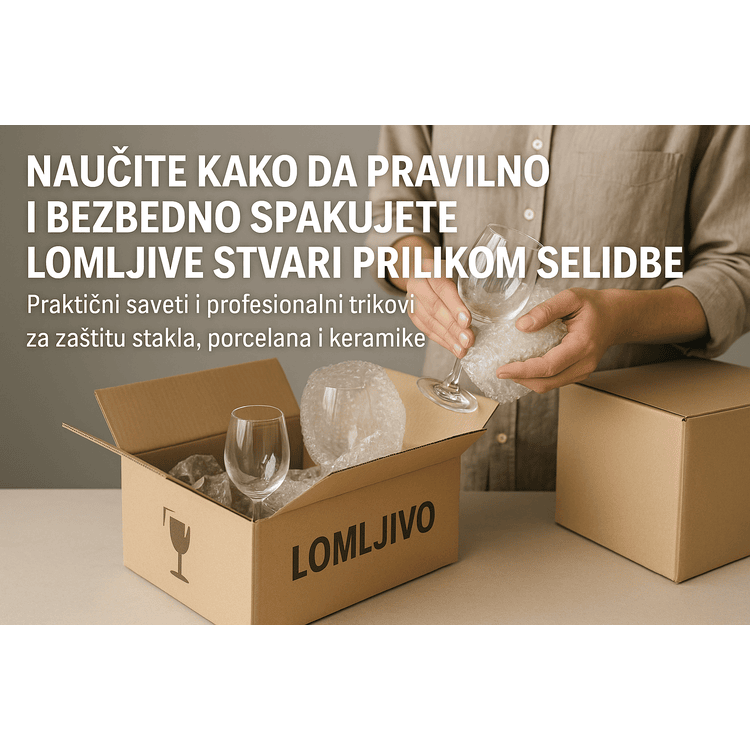 NAUČITE KAKO DA PRAVILNO
I BEZBEDNO SPAKUJETE
LOMLJIVE STVARI PRILIKOM SELIDBE
Praktični saveti i profesionalni trikovi
za zaštitu stakla, porcelana i keramike
LOMLJIVO